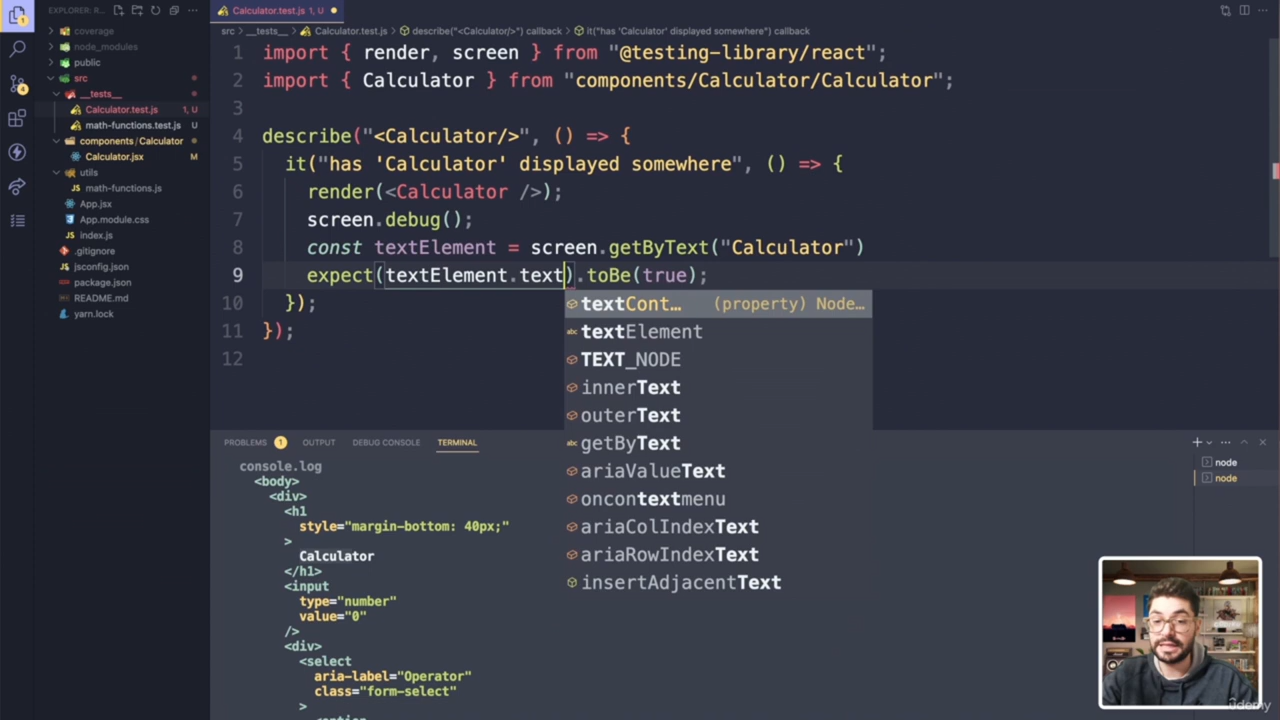 EXPLORER: R...
Calculator.test.js 1, U
src > __tests__ > Calculator.test.js > describe("<Calculator/>") callback > it("has 'Calculator' displayed somewhere") callback
coverage
node_modules
public
src
__tests__
Calculator.test.js 1, U
math-functions.test.js U
components / Calculator
Calculator.jsx M
utils
math-functions.js
App.jsx
App.module.css
index.js
.gitignore
jsconfig.json
package.json
README.md
yarn.lock
1
4
1 import { render, screen } from "@testing-library/react";
2 import { Calculator } from "components/Calculator/Calculator";
3
4 describe("<Calculator/>", () => {
5 it("has 'Calculator' displayed somewhere", () => {
6 render(<Calculator />);
7 screen.debug();
8 const textElement = screen.getByText("Calculator")
9 expect(textElement.text).toBe(true);
10 });
11 });
12
textCont... (property) Node...
textElement
TEXT_NODE
innerText
outerText
getByText
ariaValueText
oncontextmenu
ariaColIndexText
ariaRowIndexText
insertAdjacentText
PROBLEMS 1 OUTPUT DEBUG CONSOLE TERMINAL
node
node
console.log
<body>
<div>
<h1
style="margin-bottom: 40px;"
>
Calculator
</h1>
<input
type="number"
value="0"
/>
<div>
<select
aria-label="Operator"
class="form-select"
>
<option
udemy